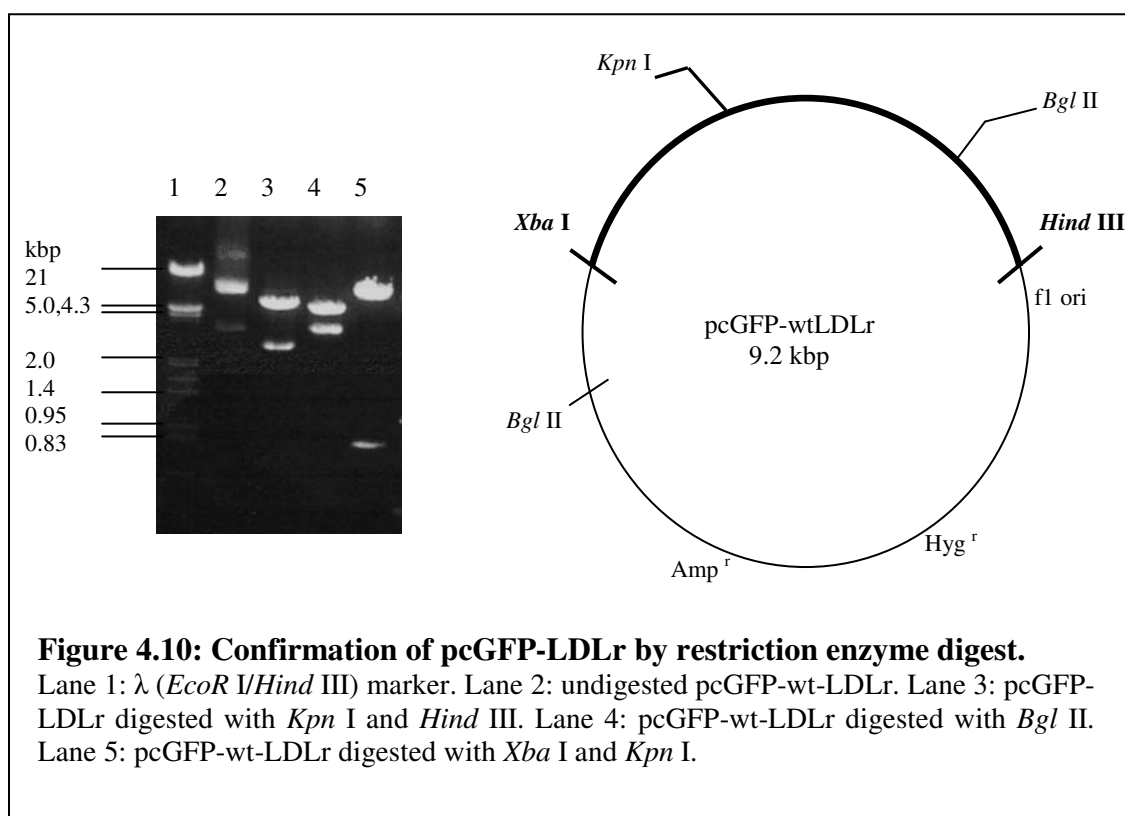 1 2 3 4 5
kbp
21
5.0,4.3
2.0
1.4
0.95
0.83
Kpn I
Bgl II
Xba I
Hind III
f1 ori
pcGFP-wtLDLr
9.2 kbp
Bgl II
Hyg r
Amp r
Figure 4.10: Confirmation of pcGFP-LDLr by restriction enzyme digest.
Lane 1: λ (EcoR I/Hind III) marker. Lane 2: undigested pcGFP-wt-LDLr. Lane 3: pcGFP-
LDLr digested with Kpn I and Hind III. Lane 4: pcGFP-wt-LDLr digested with Bgl II.
Lane 5: pcGFP-wt-LDLr digested with Xba I and Kpn I.